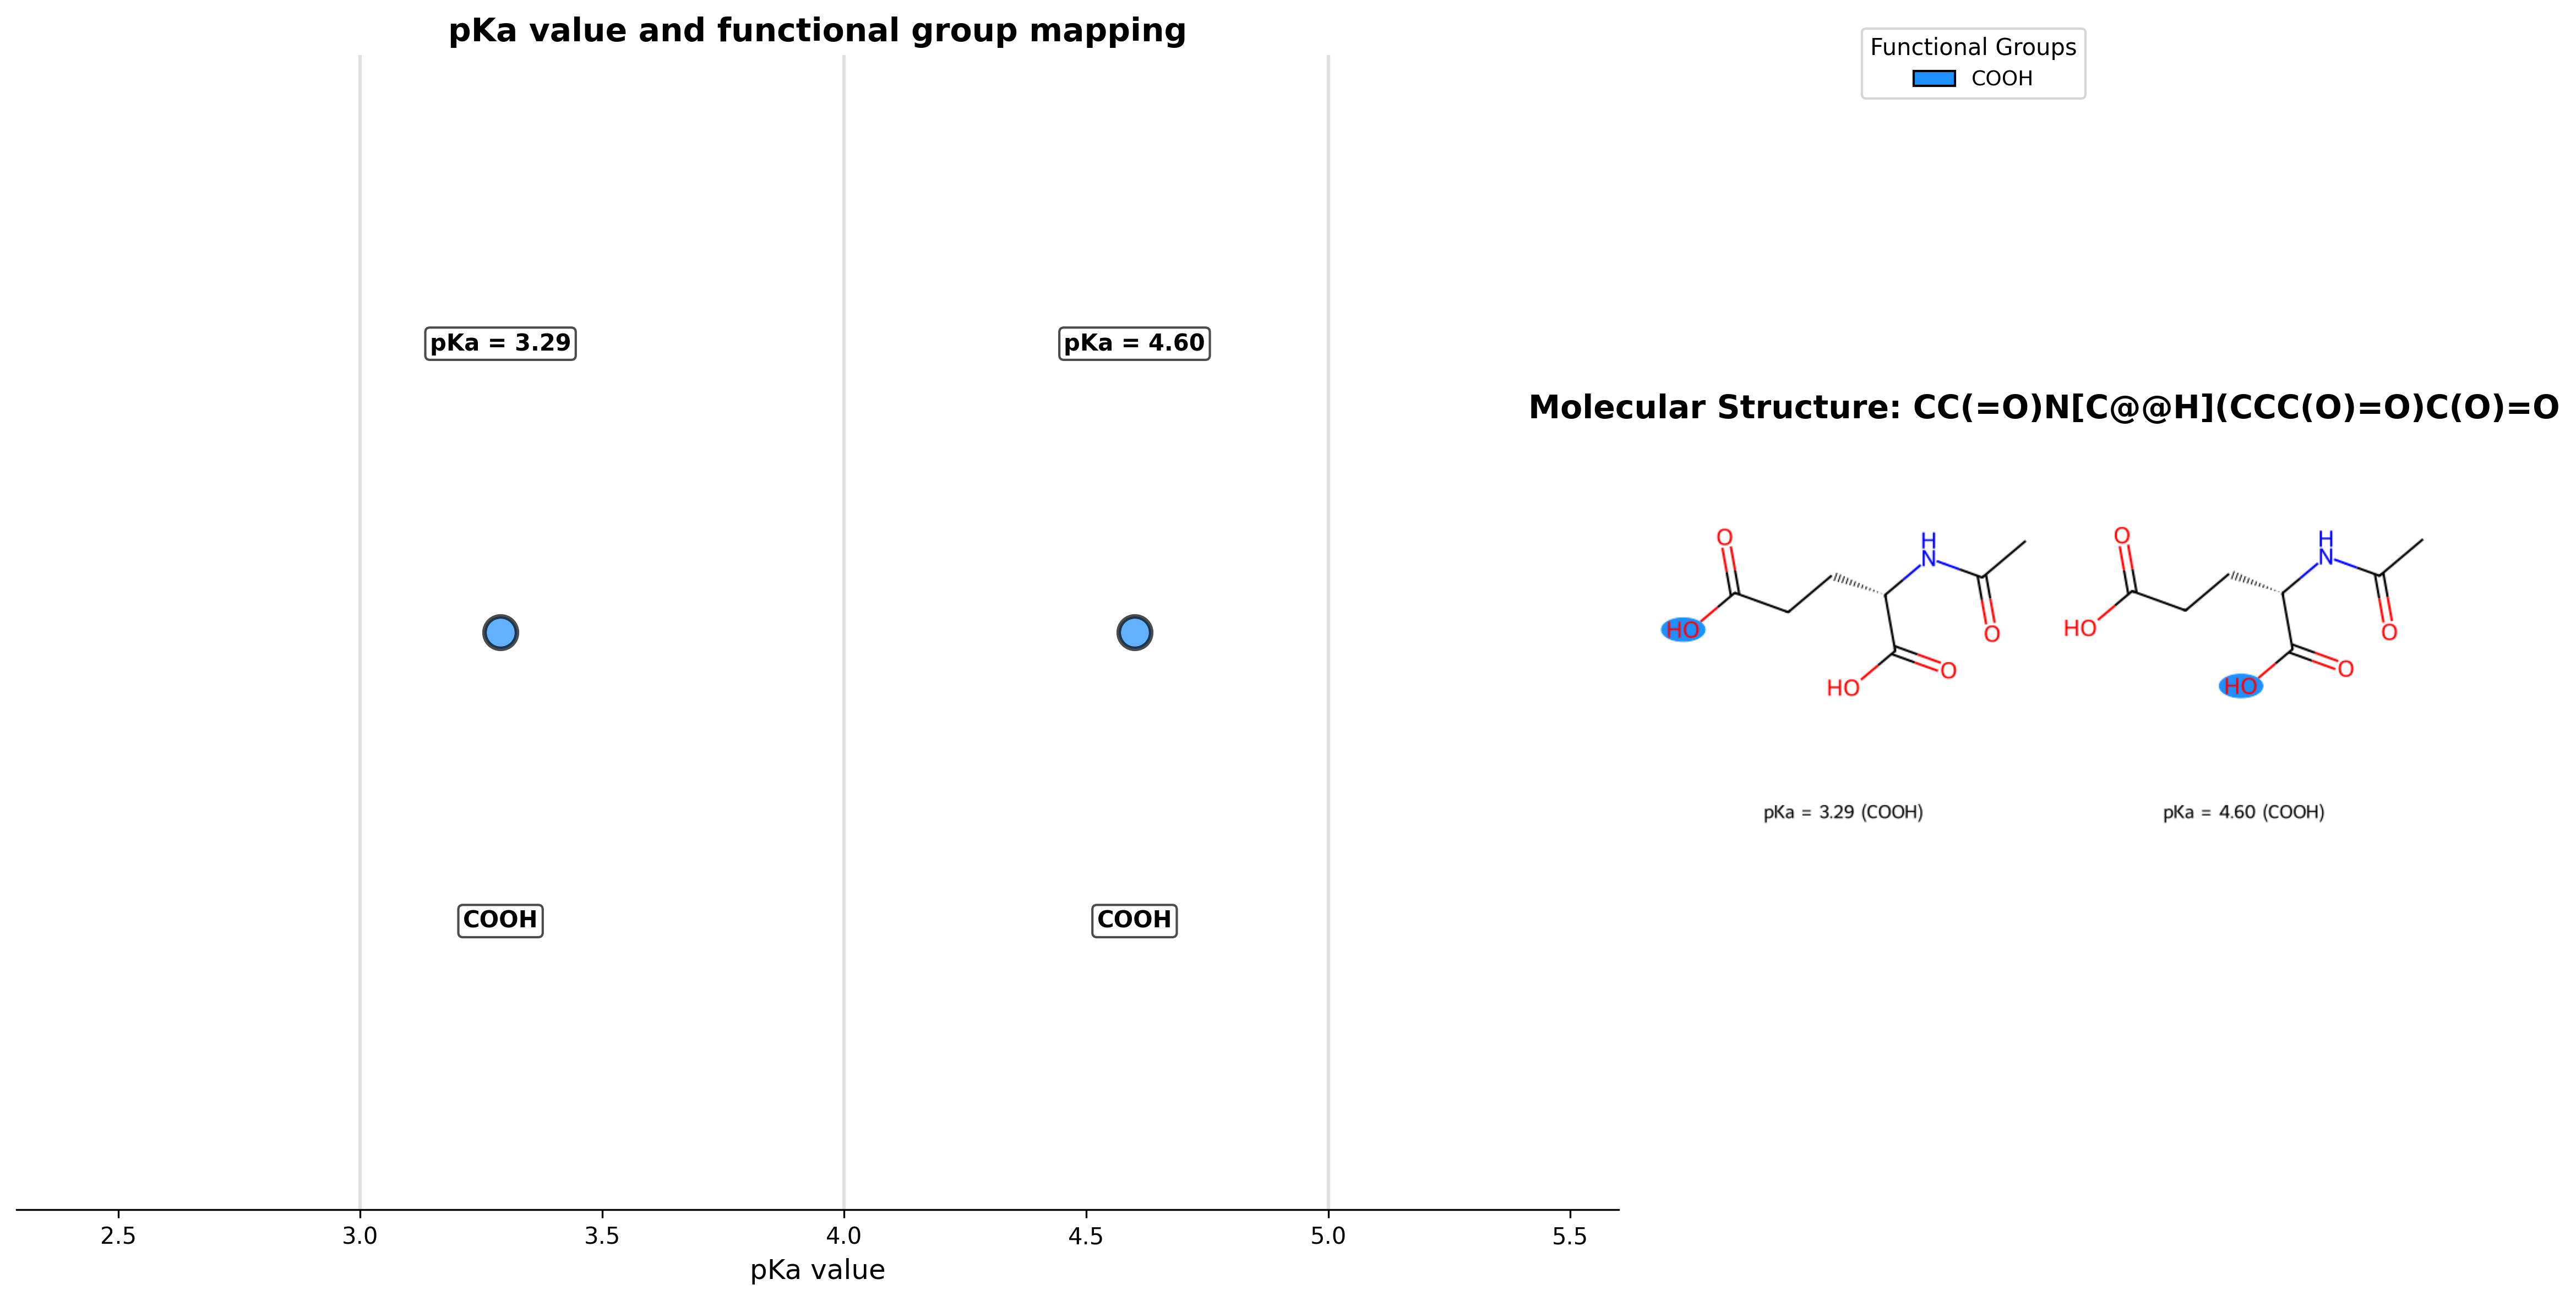 pKa value and functional group mapping
Functional Groups
COOH
pKa = 3.29
pKa = 4.60
COOH
COOH
2.5 3.0 3.5 4.0 4.5 5.0 5.5
pKa value
Molecular Structure: CC(=O)N[C@@H](CCC(O)=O)C(O)=O
O
H
N
HO
O
HO
O
O
H
N
HO
O
HO
O
pKa = 3.29 (COOH)
pKa = 4.60 (COOH)